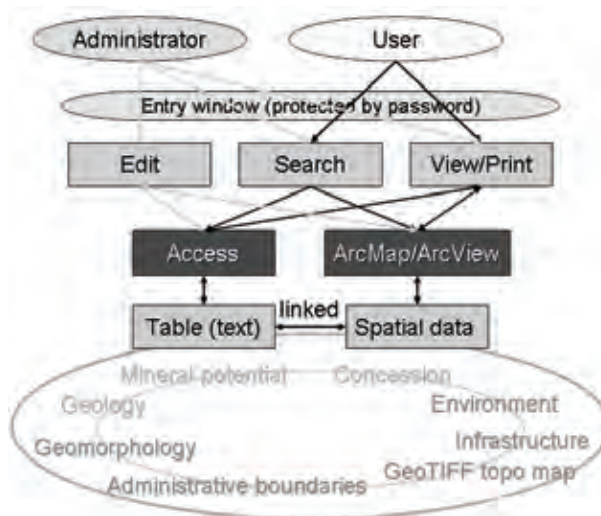 Administrator
User
Entry window (protected by password)
Edit
Search
View/Print
Access
ArcMap/ArcView
linked
Table (text)
Spatial data
Mineral potential
Concession
Geology
Environment
Geomorphology
Infrastructure
GeoTIFF topo map
Administrative boundaries